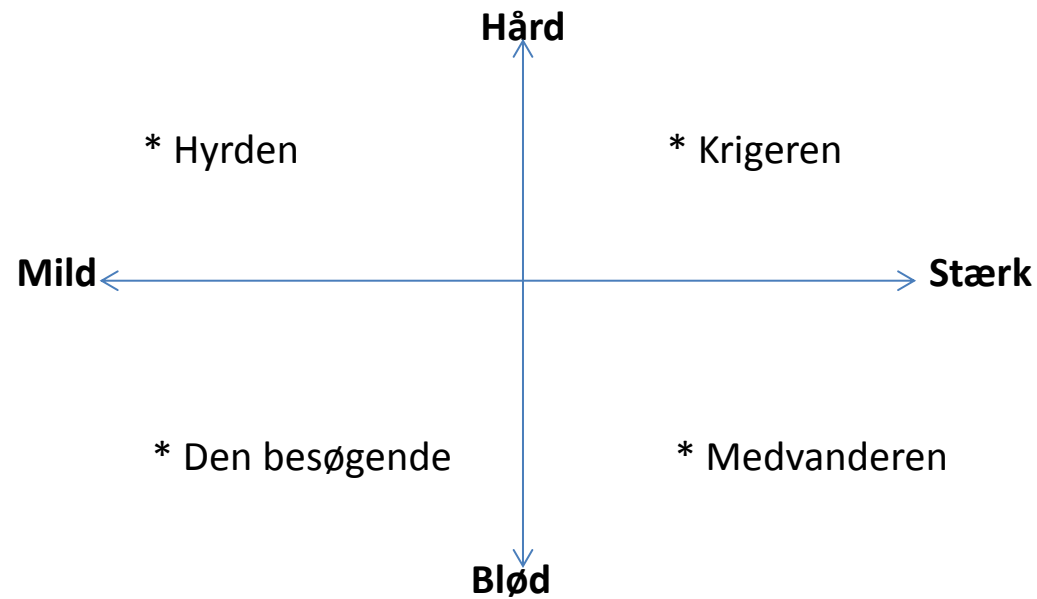 Hård
* Hyrden
* Krigeren
Mild
Stærk
* Den besøgende
* Medvanderen
Blød